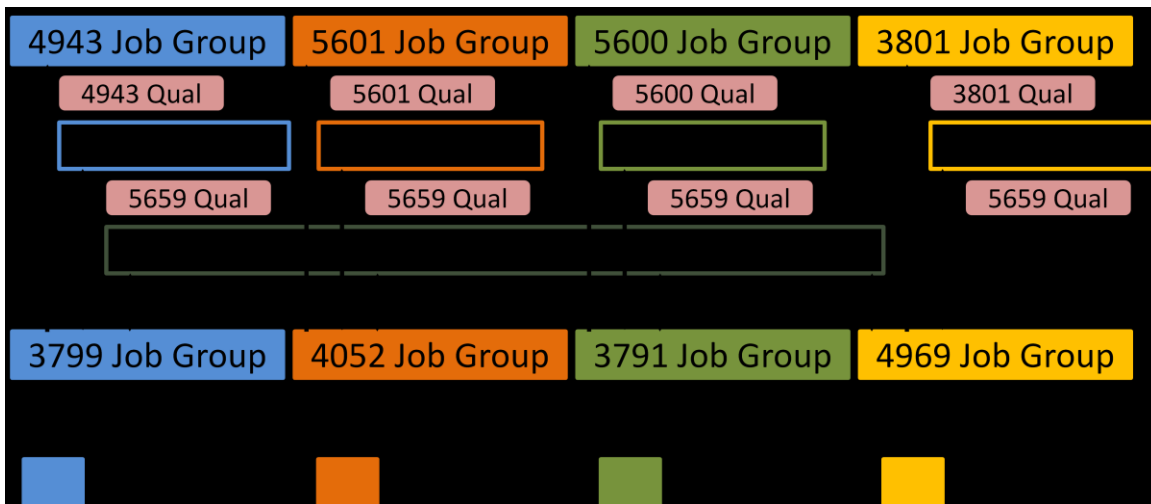 4943 Job Group 5601 Job Group 5600 Job Group 3801 Job Group
4943 Qual 5601 Qual 5600 Qual 3801 Qual
5659 Qual 5659 Qual 5659 Qual 5659 Qual
3799 Job Group 4052 Job Group 3791 Job Group 4969 Job Group